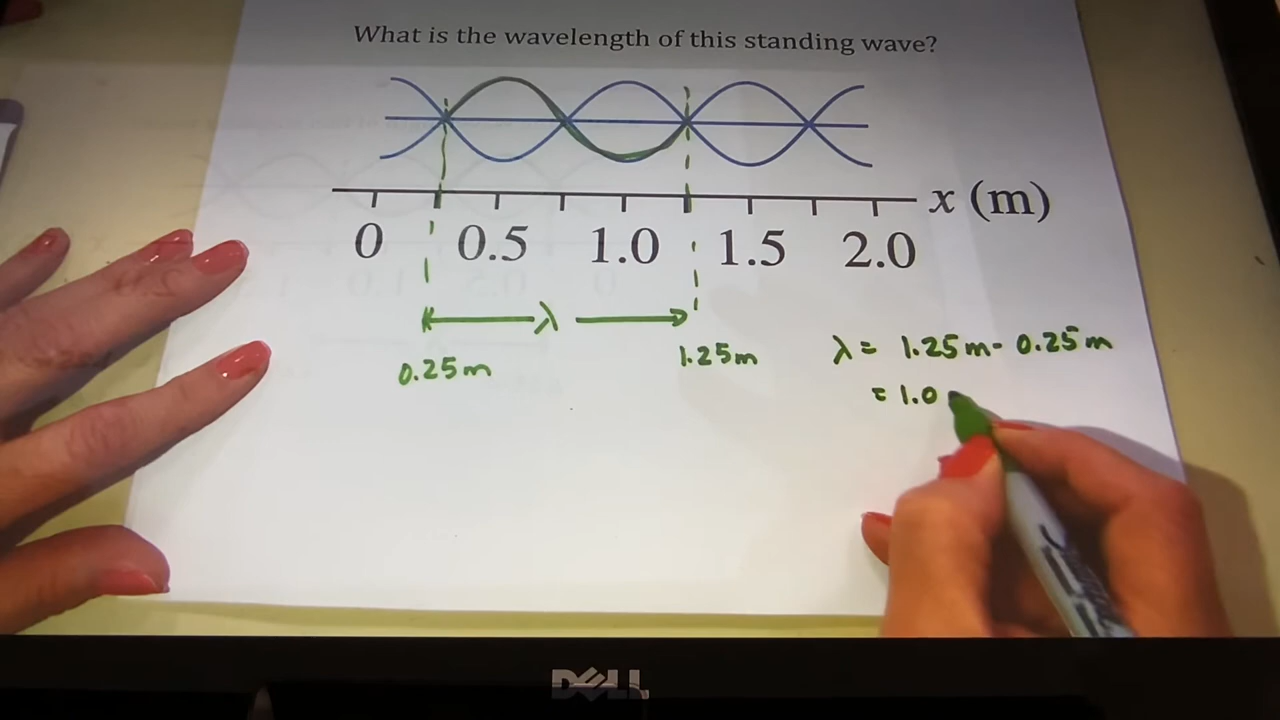 What is the wavelength of this standing wave?
0 0.5 1.0 1.5 2.0 x (m)
λ
0.25m
1.25m
λ = 1.25m - 0.25m
= 1.0
DELL